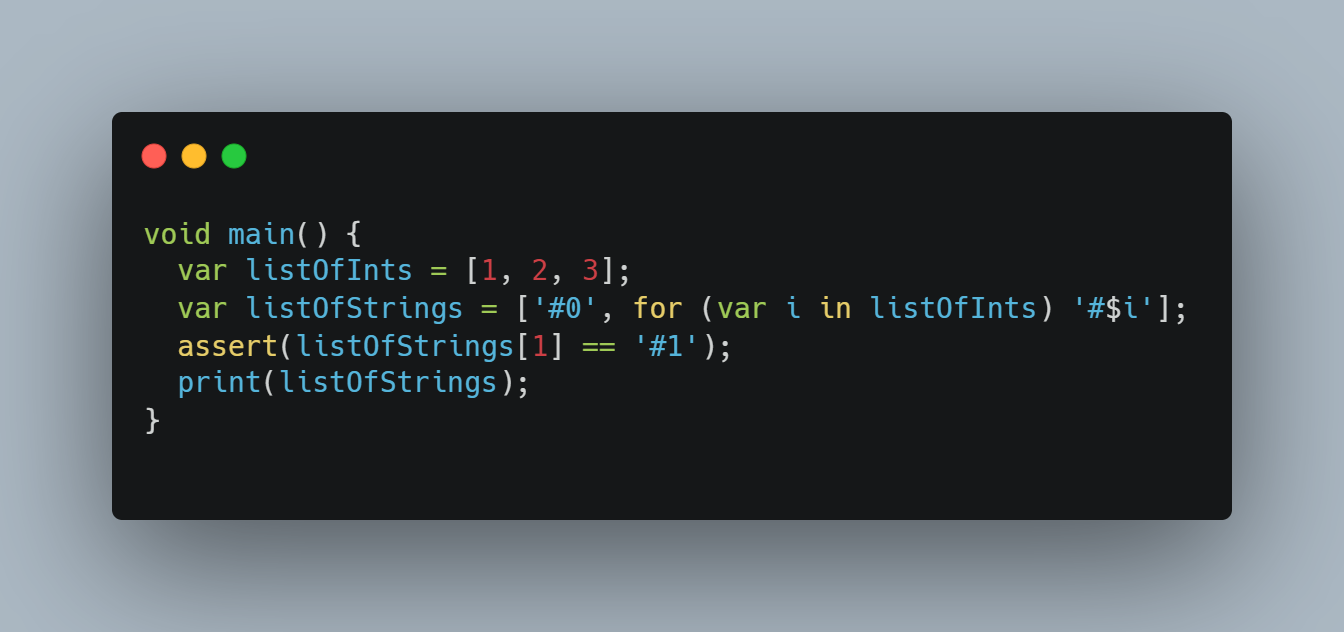 void main() {
  var listOfInts = [1, 2, 3];
  var listOfStrings = ['#0', for (var i in listOfInts) '#$i'];
  assert(listOfStrings[1] == '#1');
  print(listOfStrings);
}